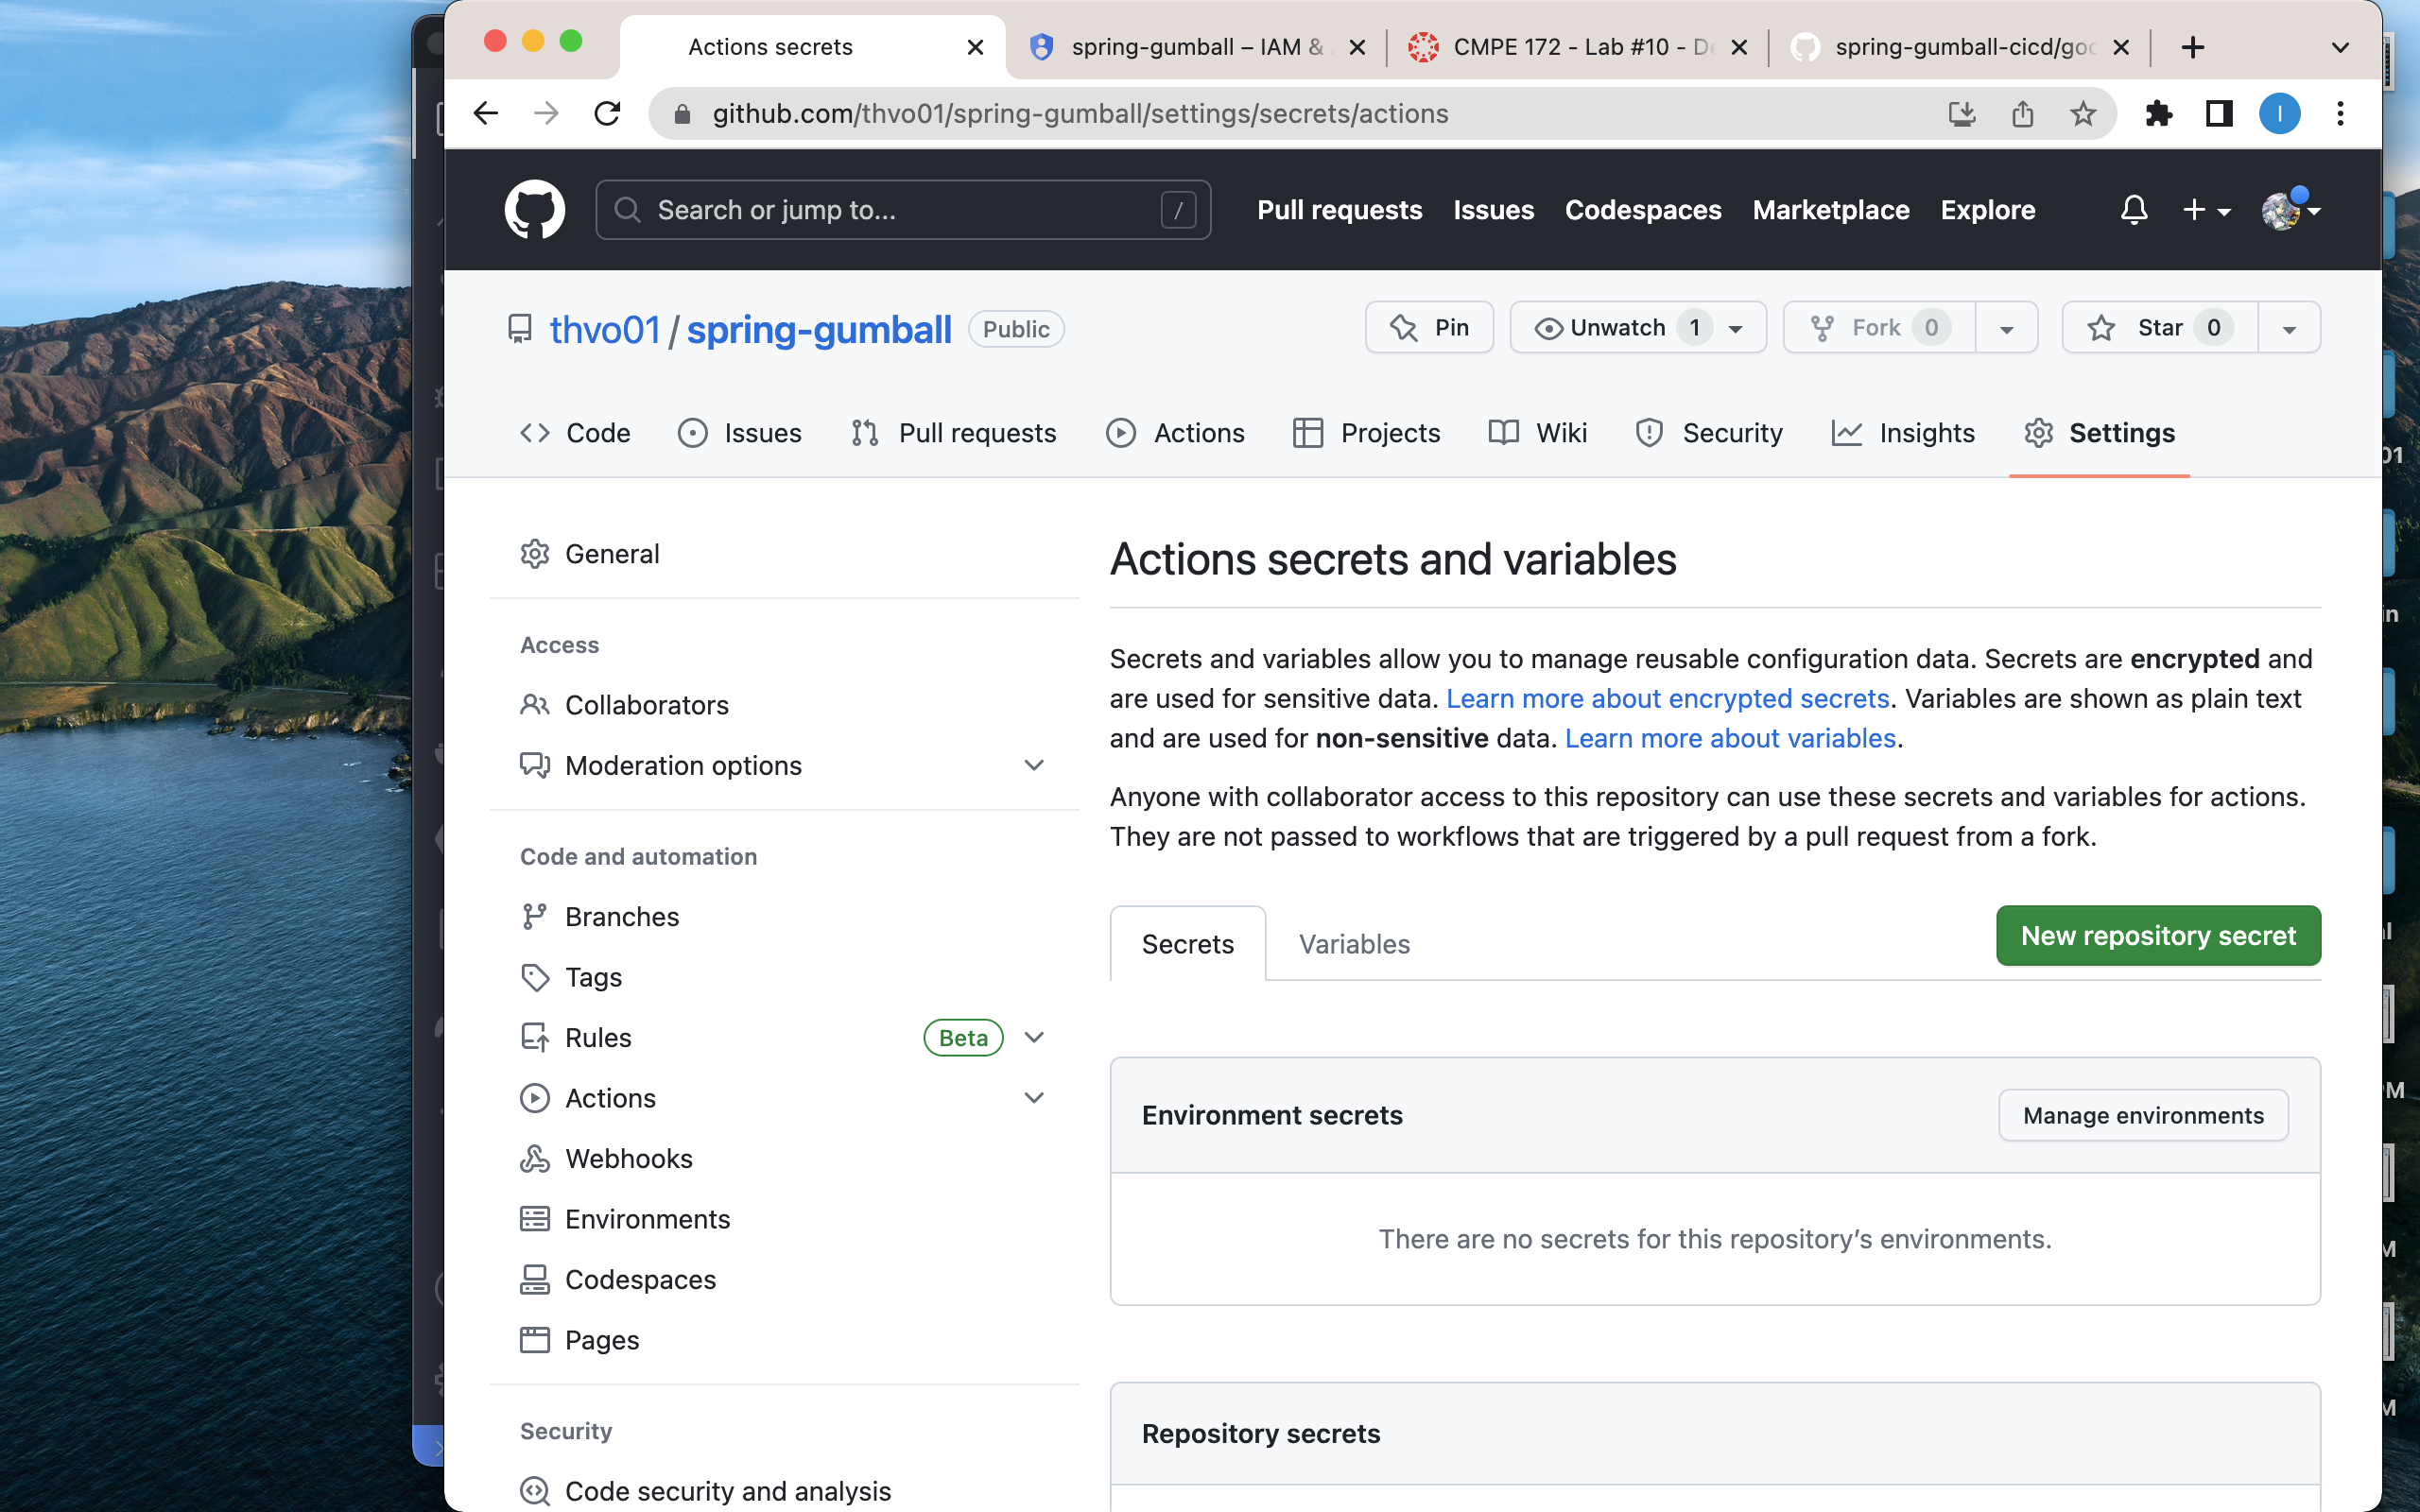 Actions secrets
spring-gumball – IAM &
CMPE 172 - Lab #10 - De
spring-gumball-cicd/goo
github.com/thvo01/spring-gumball/settings/secrets/actions
I
Search or jump to...
/
Pull requests
Issues
Codespaces
Marketplace
Explore
thvo01 / spring-gumball
Public
Pin
Unwatch 1
Fork 0
Star 0
Code
Issues
Pull requests
Actions
Projects
Wiki
Security
Insights
Settings
General
Access
Collaborators
Moderation options
Code and automation
Branches
Tags
Rules
Beta
Actions
Webhooks
Environments
Codespaces
Pages
Security
Code security and analysis
Actions secrets and variables
Secrets and variables allow you to manage reusable configuration data. Secrets are encrypted and
are used for sensitive data. Learn more about encrypted secrets. Variables are shown as plain text
and are used for non-sensitive data. Learn more about variables.
Anyone with collaborator access to this repository can use these secrets and variables for actions.
They are not passed to workflows that are triggered by a pull request from a fork.
Secrets
Variables
New repository secret
Environment secrets
Manage environments
There are no secrets for this repository’s environments.
Repository secrets
01
in